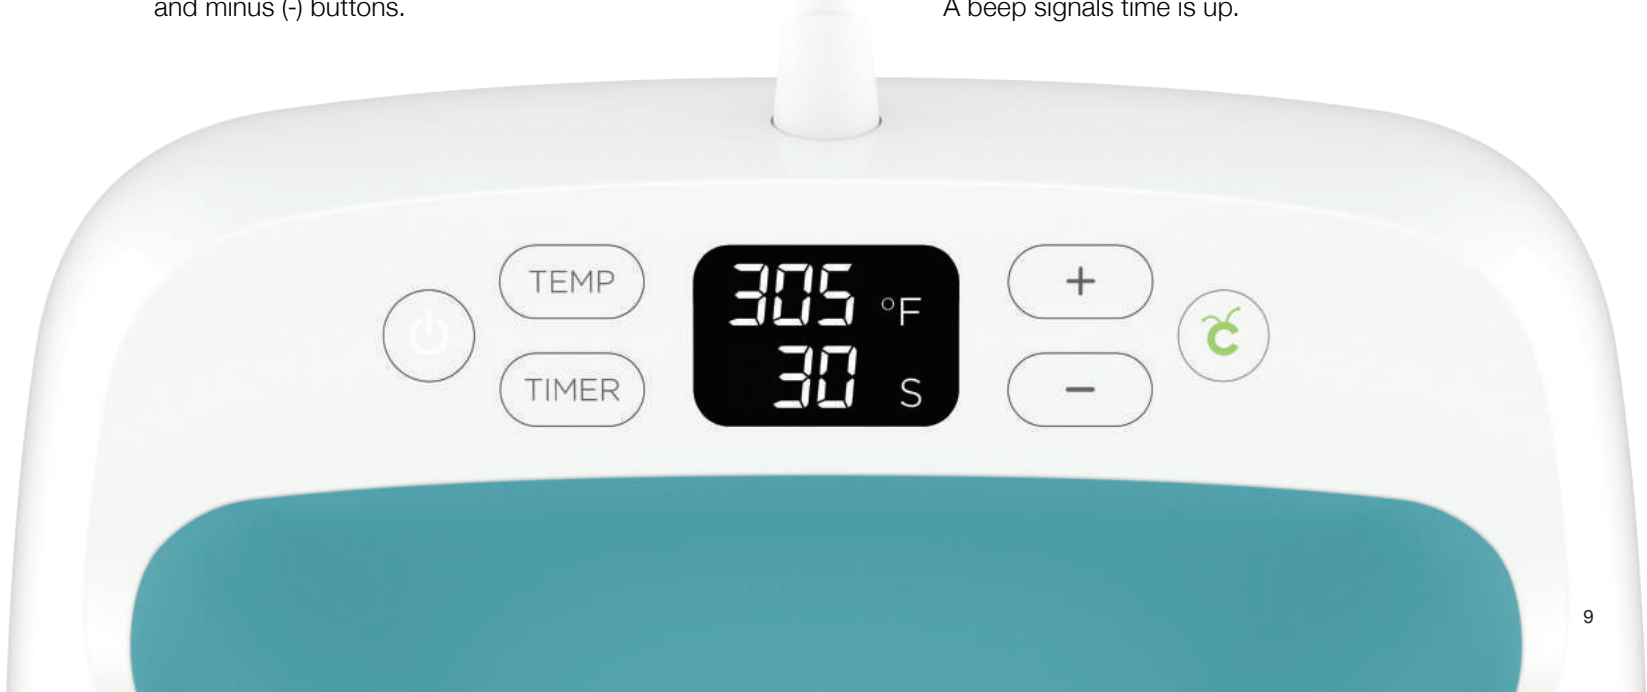 and minus (-) buttons.
A beep signals time is up.
TEMP
TIMER
305 °F
30 S
+
−
9